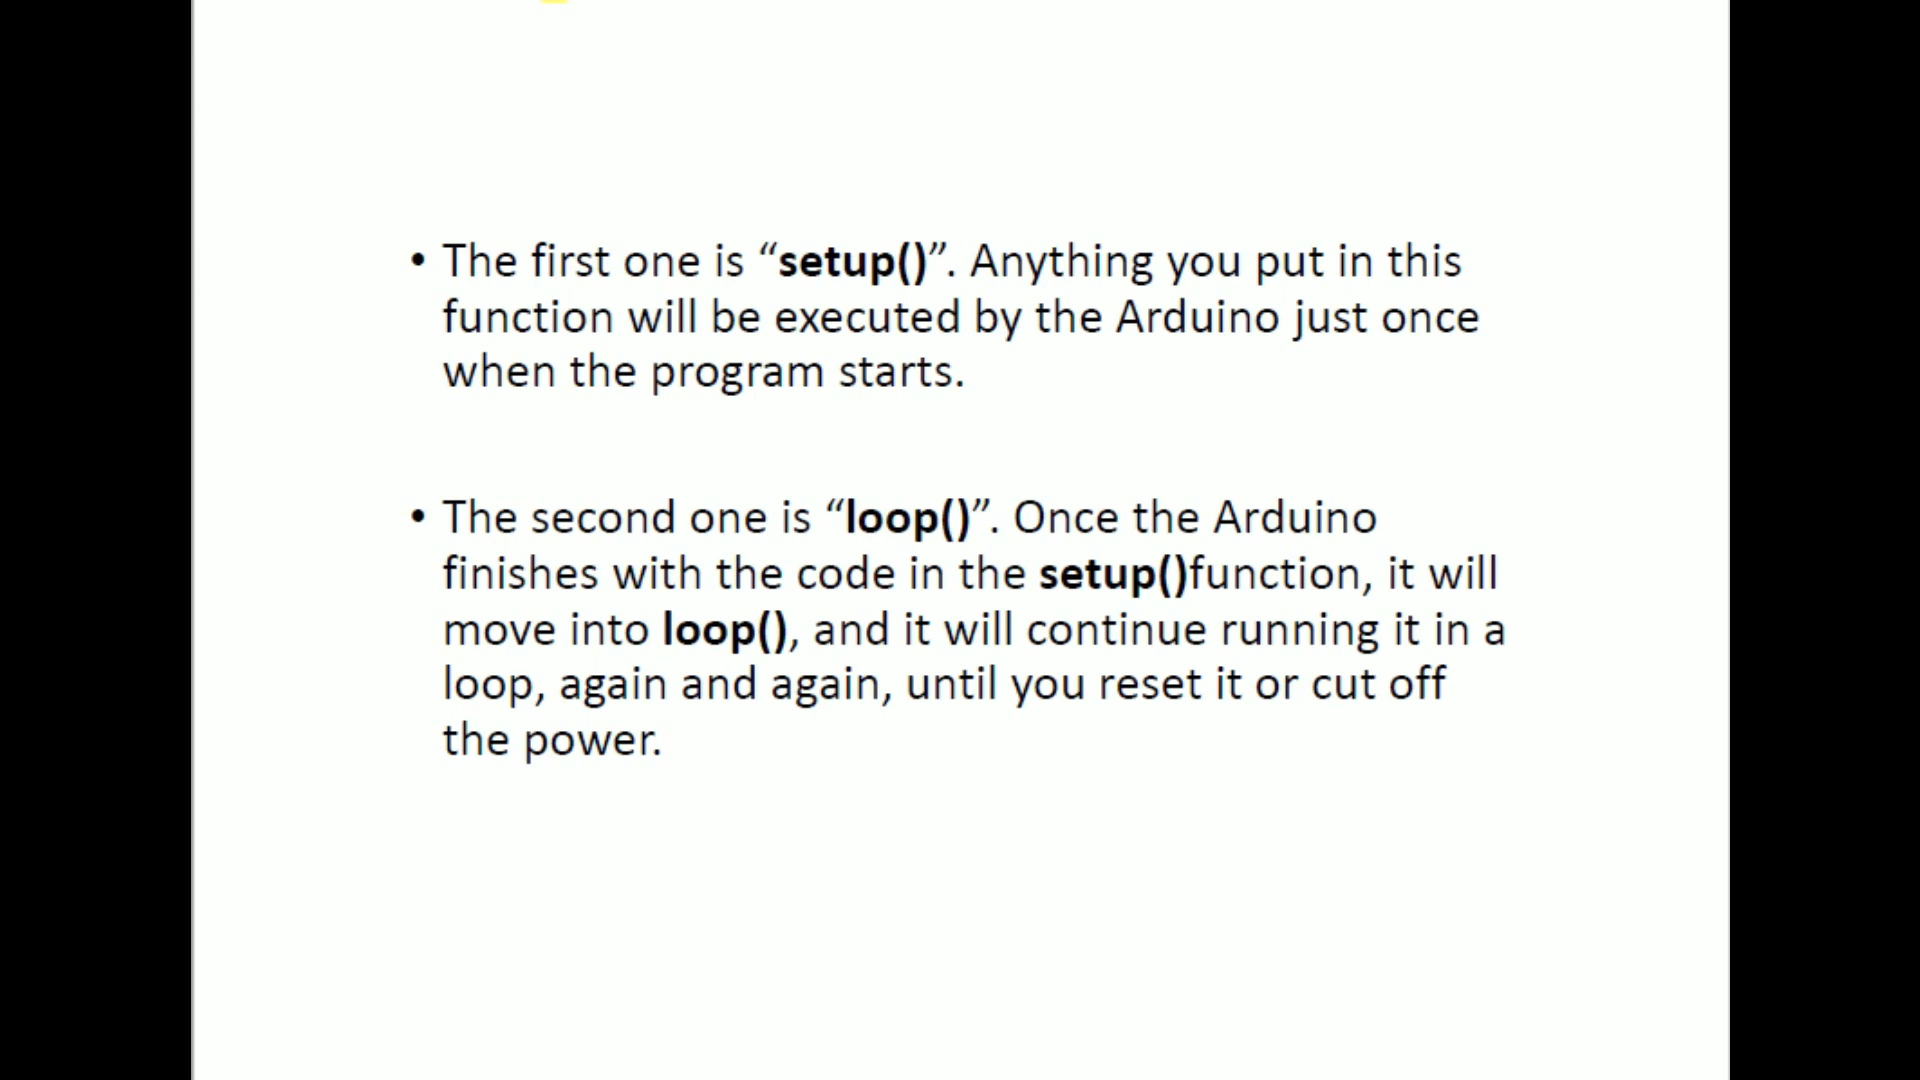 • The first one is “setup()”. Anything you put in this
function will be executed by the Arduino just once
when the program starts.
• The second one is “loop()”. Once the Arduino
finishes with the code in the setup()function, it will
move into loop(), and it will continue running it in a
loop, again and again, until you reset it or cut off
the power.